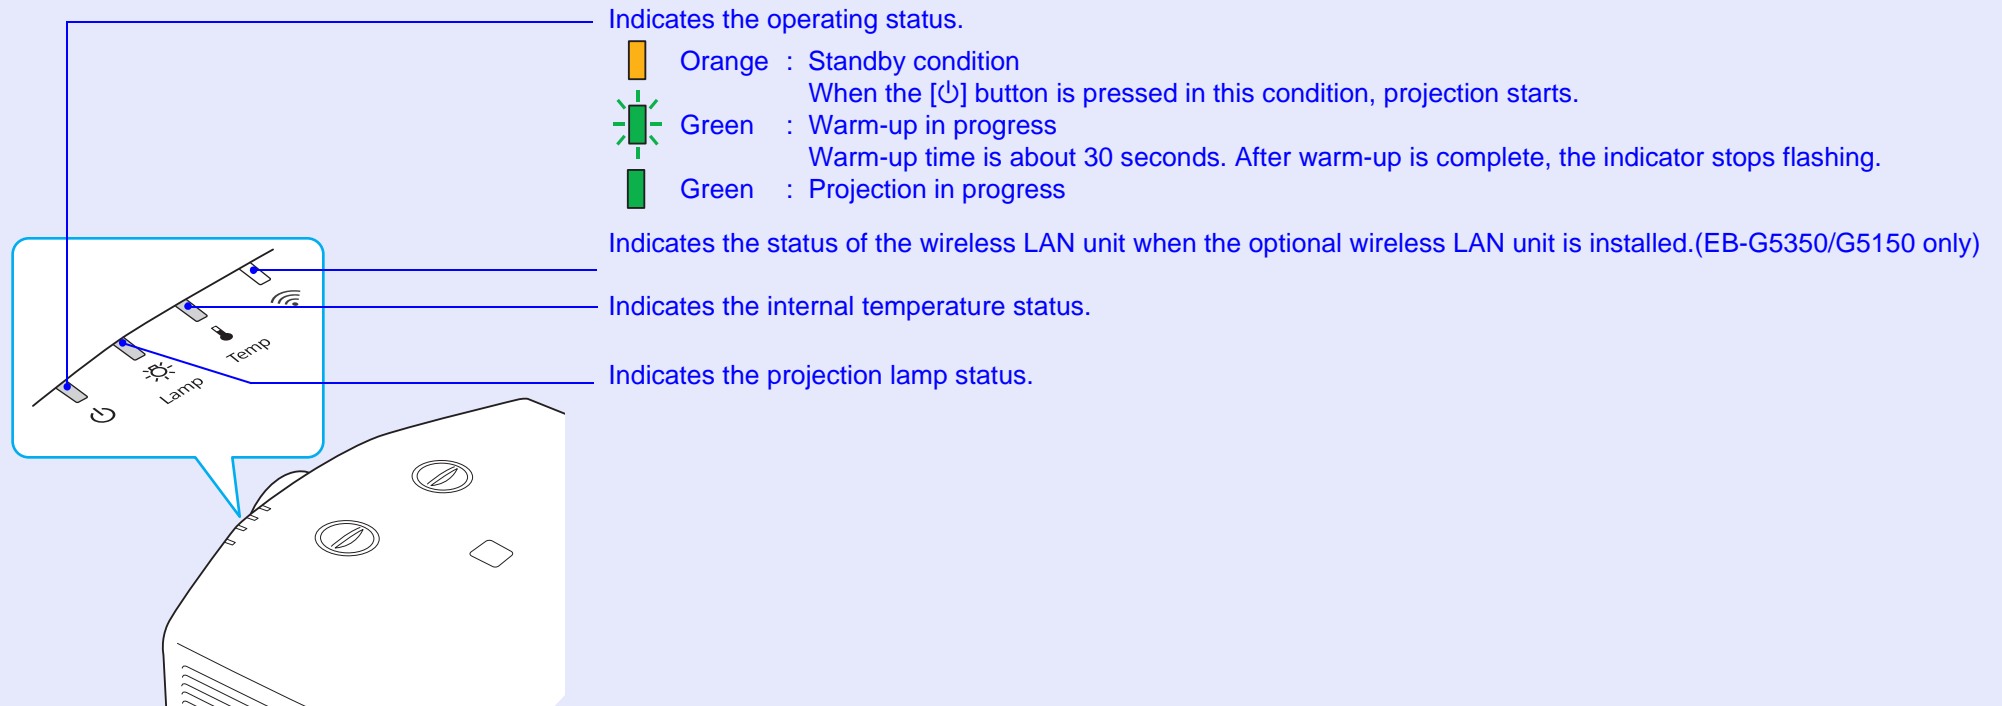 Indicates the operating status.
Orange : Standby condition
When the [⏻] button is pressed in this condition, projection starts.
Green : Warm-up in progress
Warm-up time is about 30 seconds. After warm-up is complete, the indicator stops flashing.
Green : Projection in progress
Indicates the status of the wireless LAN unit when the optional wireless LAN unit is installed.(EB-G5350/G5150 only)
Indicates the internal temperature status.
Temp
Indicates the projection lamp status.
Lamp